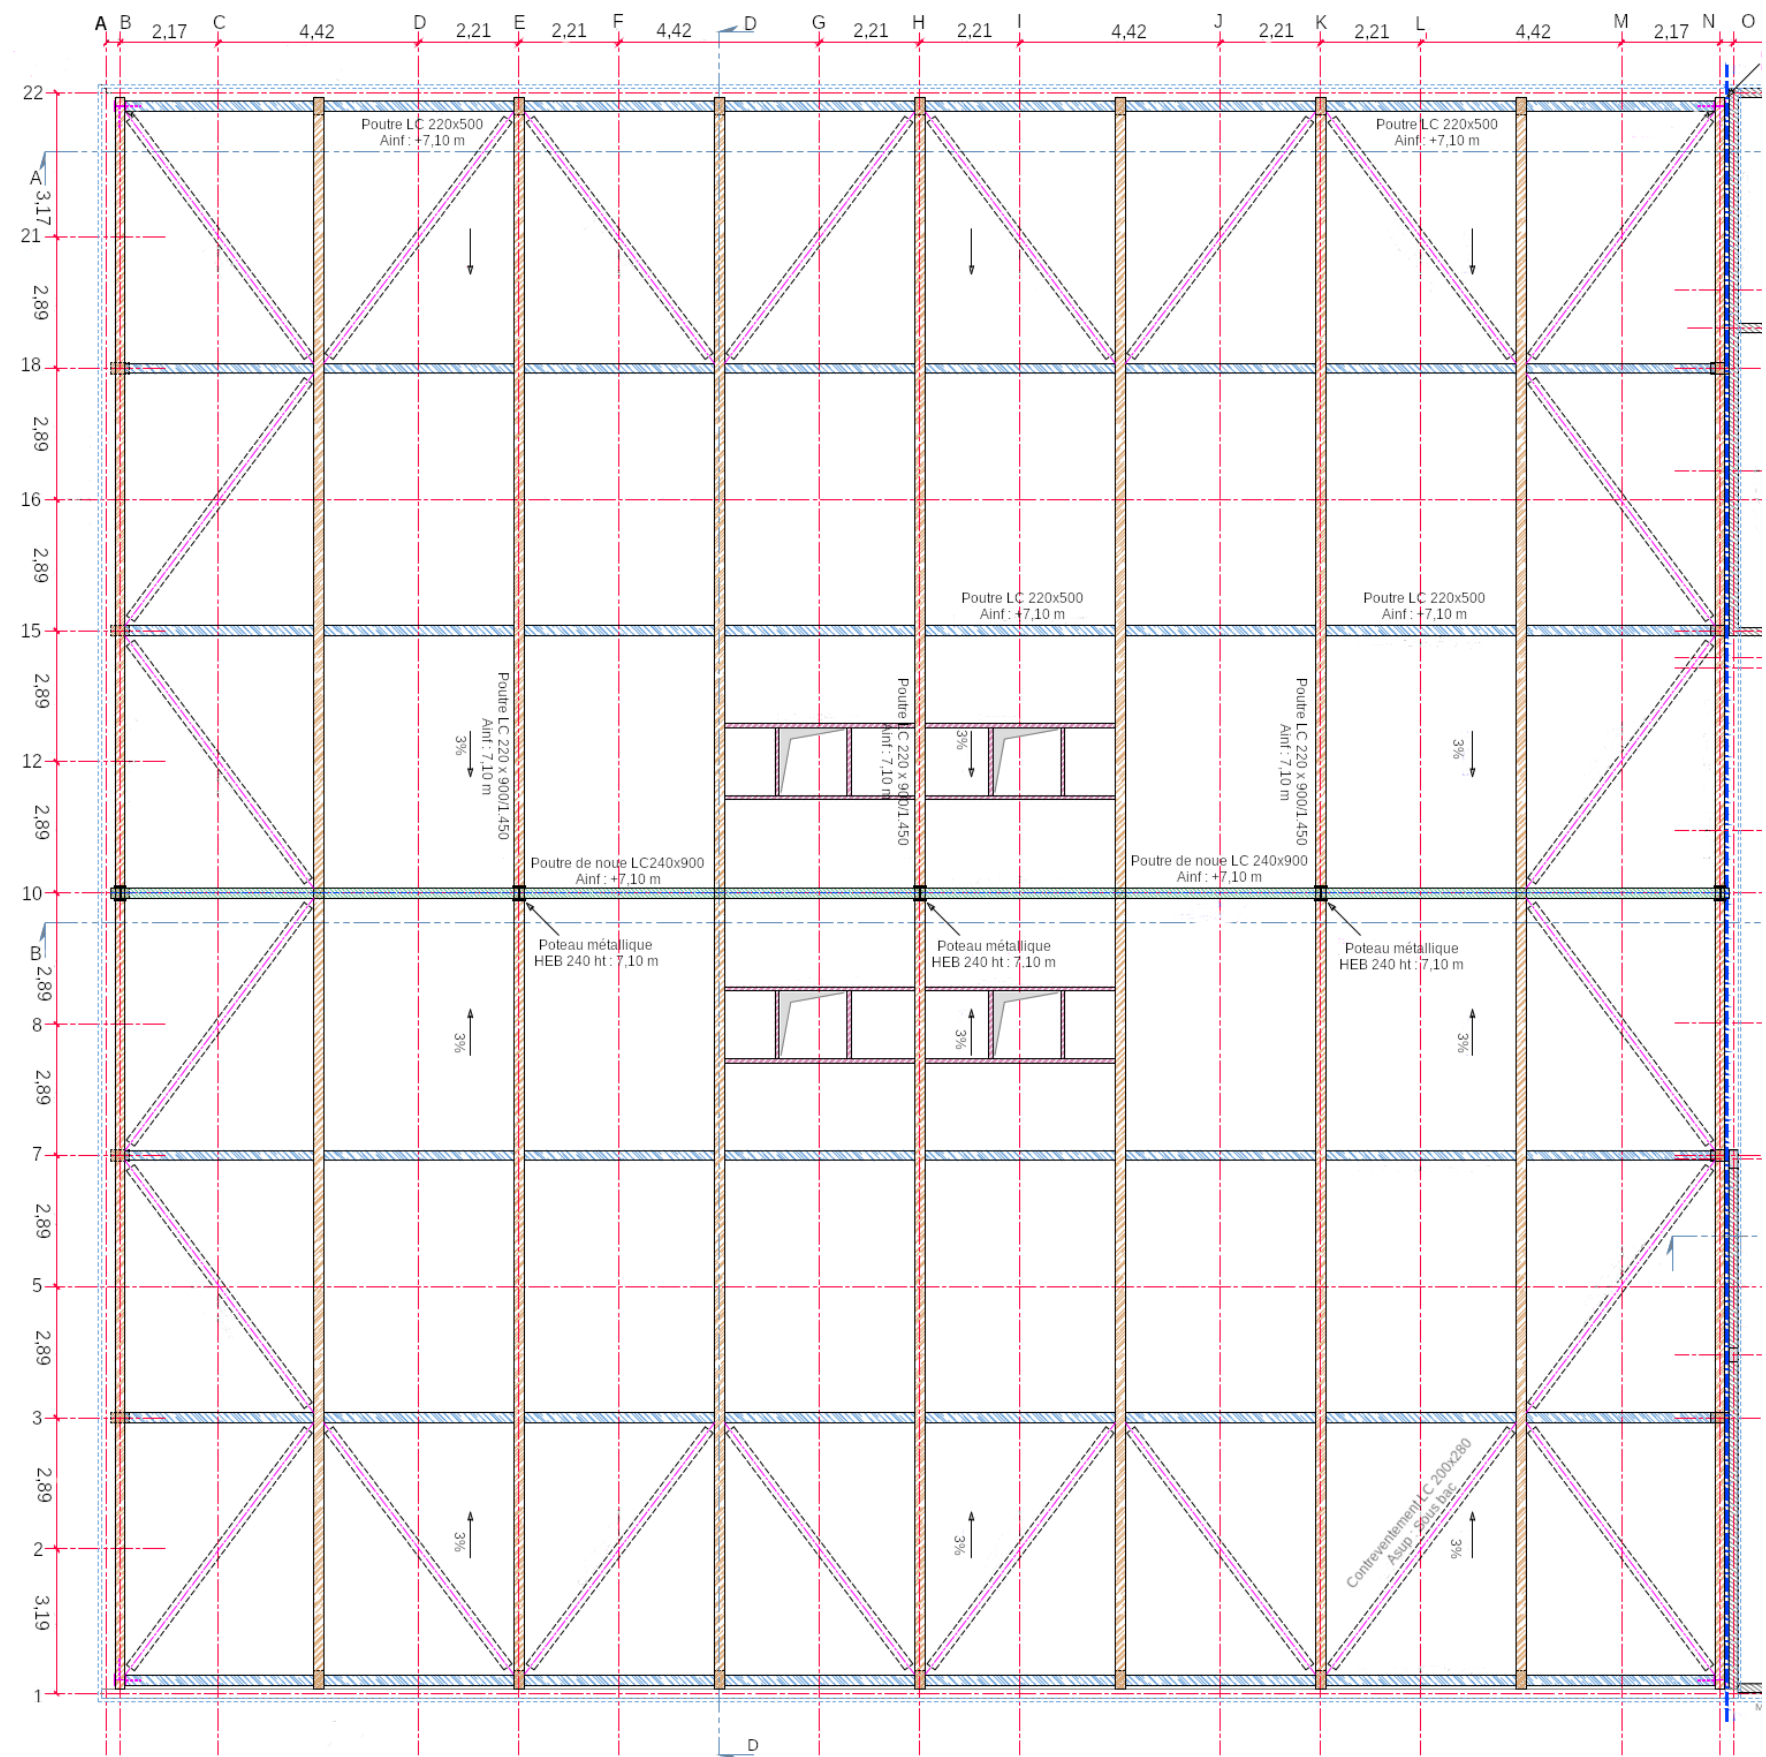 A B C D E F D G H I J K L M N O
2,17 4,42 2,21 2,21 4,42 2,21 2,21 4,42 2,21 2,21 4,42 2,17
22
Poutre LC 220x500
Ainf : +7,10 m
Poutre LC 220x500
Ainf : +7,10 m
A
3,17
21
2,89
18
2,89
16
2,89
Poutre LC 220x500
Ainf : +7,10 m
Poutre LC 220x500
Ainf : +7,10 m
15
2,89
Poutre LC 220 x 900/1.450
Ainf : 7,10 m
Poutre LC 220 x 900/1.450
Ainf : 7,10 m
Poutre LC 220 x 900/1.450
Ainf : 7,10 m
3%
3%
3%
12
2,89
Poutre de noue LC240x900
Ainf : +7,10 m
Poutre de noue LC 240x900
Ainf : +7,10 m
10
Poteau métallique
HEB 240 ht : 7,10 m
Poteau métallique
HEB 240 ht : 7,10 m
Poteau métallique
HEB 240 ht : 7,10 m
B
2,89
8
3%
3%
3%
2,89
7
2,89
5
2,89
3
2,89
Contreventement LC 200x280
Asup : Sous bac
2
3%
3%
3%
3,19
1
D